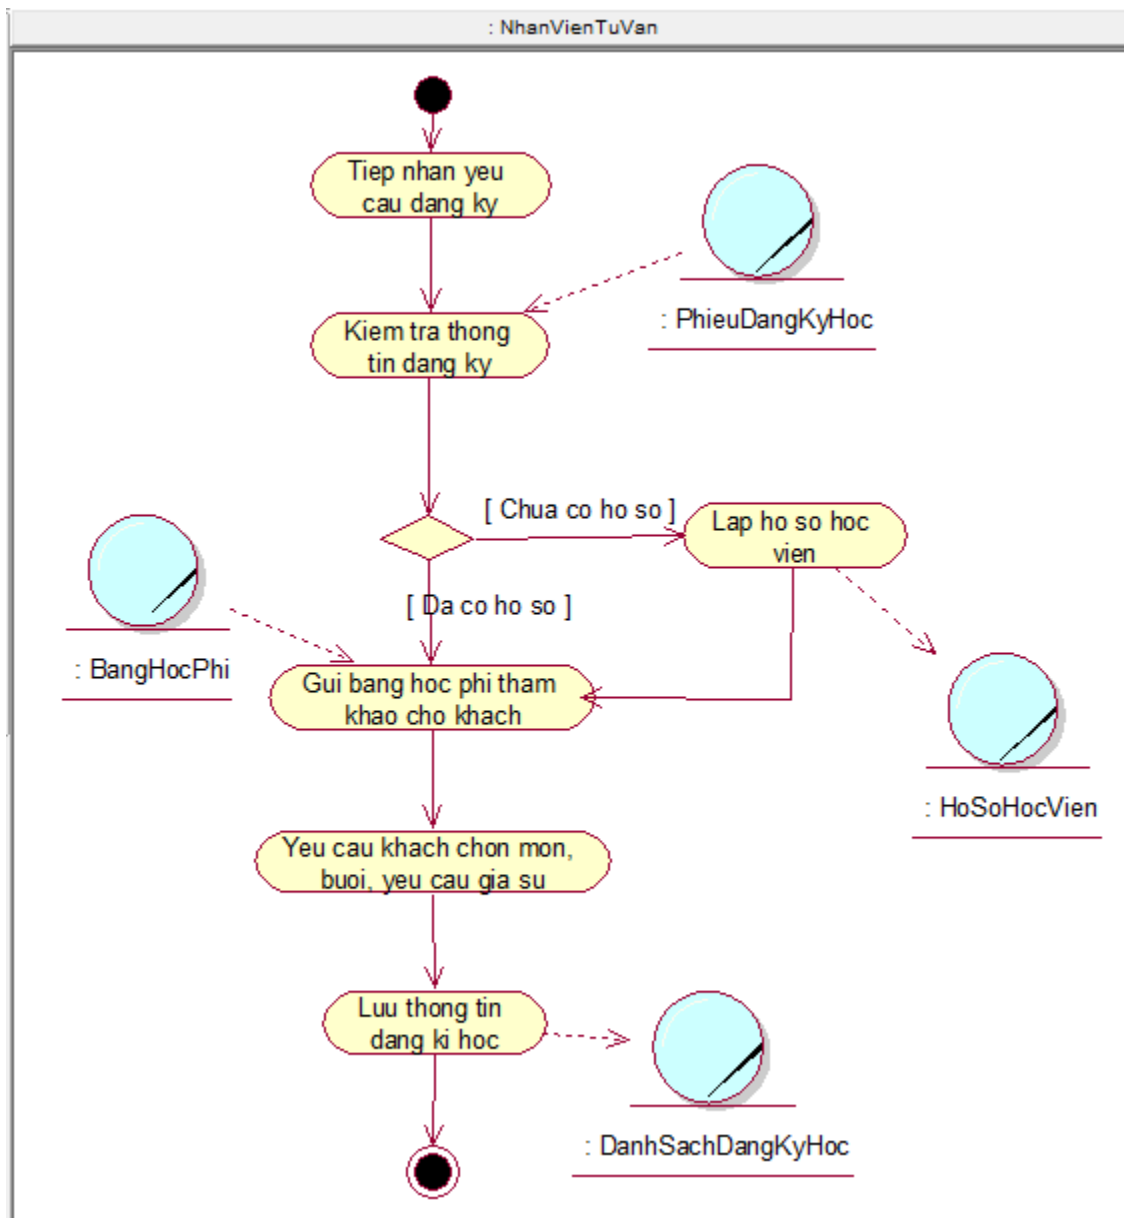 : NhanVienTuVan
Tiep nhan yeu
cau dang ky
: PhieuDangKyHoc
Kiem tra thong
tin dang ky
[ Chua co ho so ]
Lap ho so hoc
vien
[ Da co ho so ]
: BangHocPhi
Gui bang hoc phi tham
khao cho khach
: HoSoHocVien
Yeu cau khach chon mon,
buoi, yeu cau gia su
Luu thong tin
dang ki hoc
: DanhSachDangKyHoc